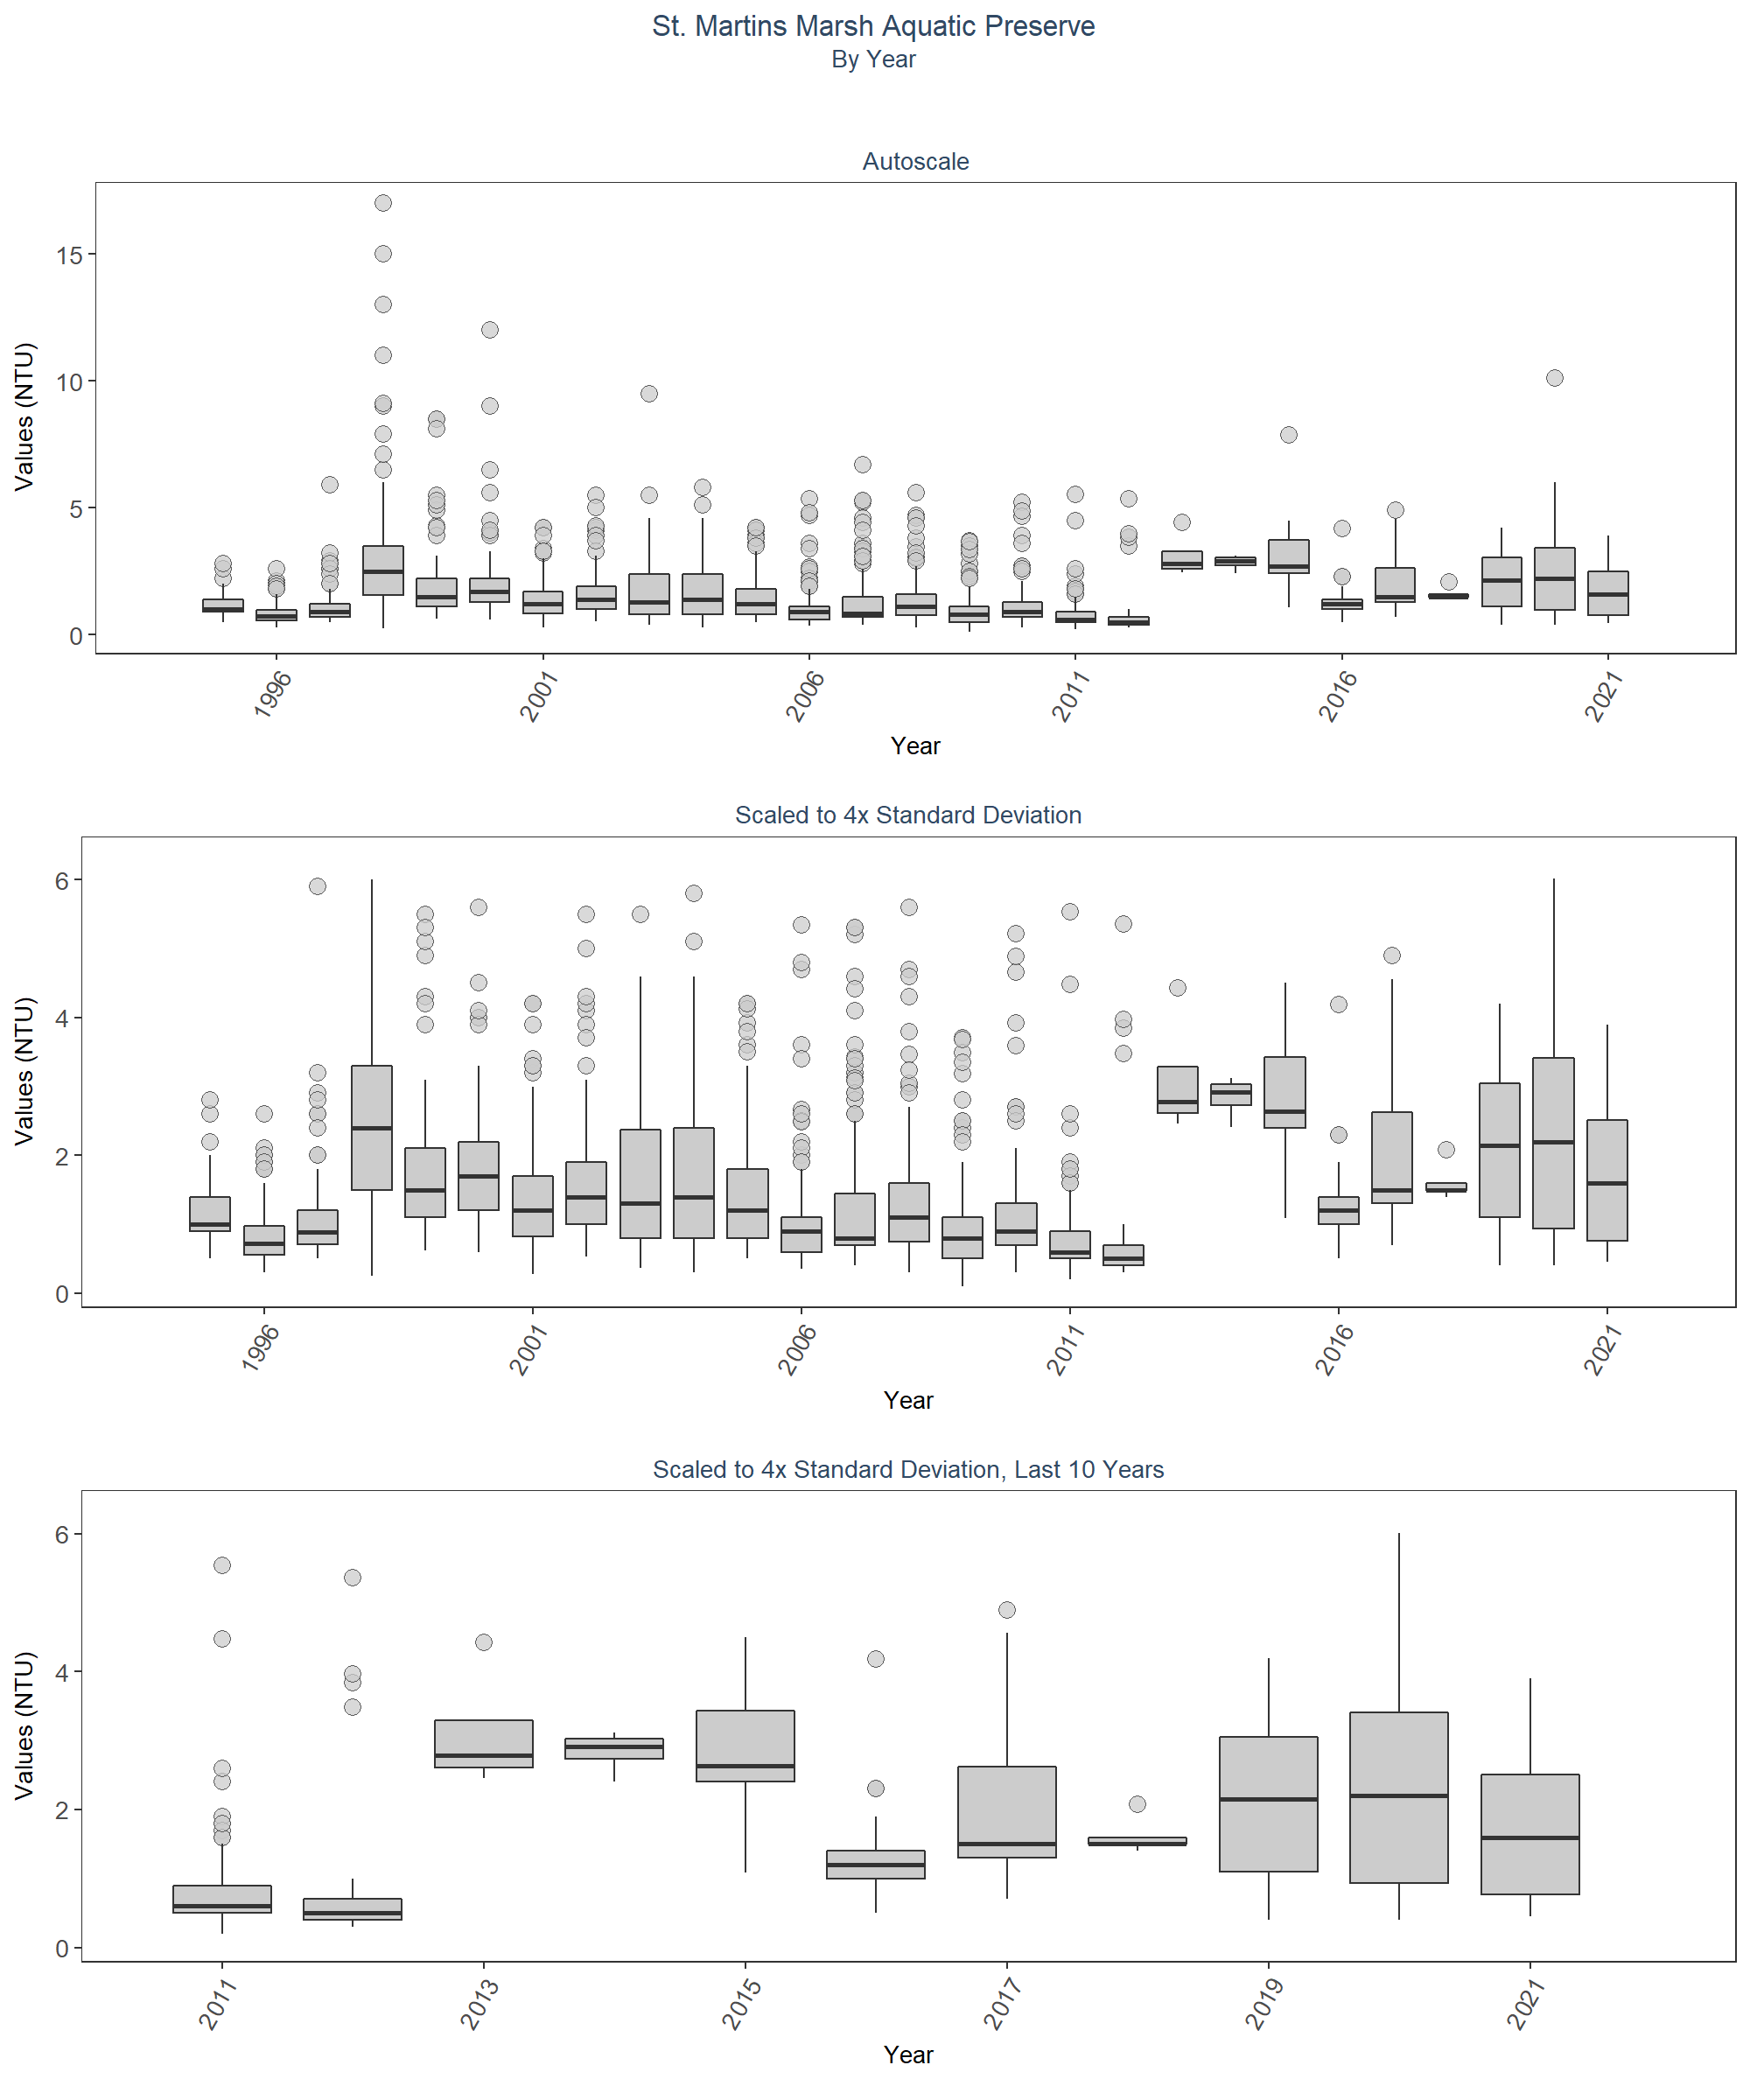 St. Martins Marsh Aquatic Preserve
By Year
Autoscale
Values (NTU)
15
10
5
0
1996 2001 2006 2011 2016 2021
Year
Scaled to 4x Standard Deviation
Values (NTU)
6
4
2
0
1996 2001 2006 2011 2016 2021
Year
Scaled to 4x Standard Deviation, Last 10 Years
Values (NTU)
6
4
2
0
2011 2013 2015 2017 2019 2021
Year